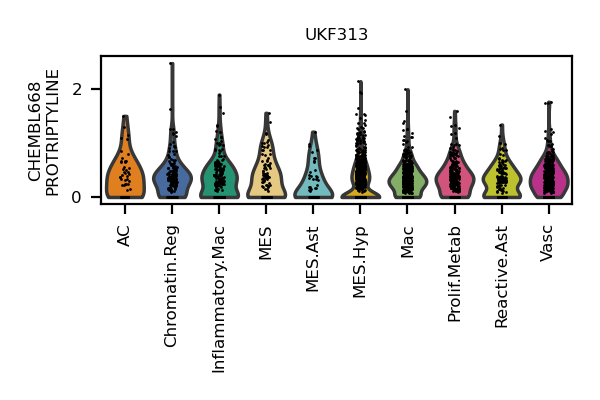 UKF313
CHEMBL668
PROTRIPTYLINE
2
0
AC
Chromatin.Reg
Inflammatory.Mac
MES
MES.Ast
MES.Hyp
Mac
Prolif.Metab
Reactive.Ast
Vasc